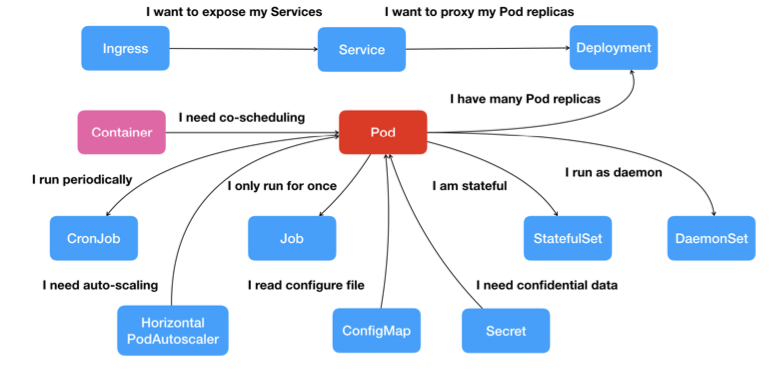 I want to expose my Services
I want to proxy my Pod replicas
Ingress
Service
Deployment
I have many Pod replicas
I need co-scheduling
Container
Pod
I run periodically
I only run for once
I am stateful
I run as daemon
CronJob
Job
StatefulSet
DaemonSet
I need auto-scaling
I read configure file
I need confidential data
Horizontal
PodAutoscaler
ConfigMap
Secret